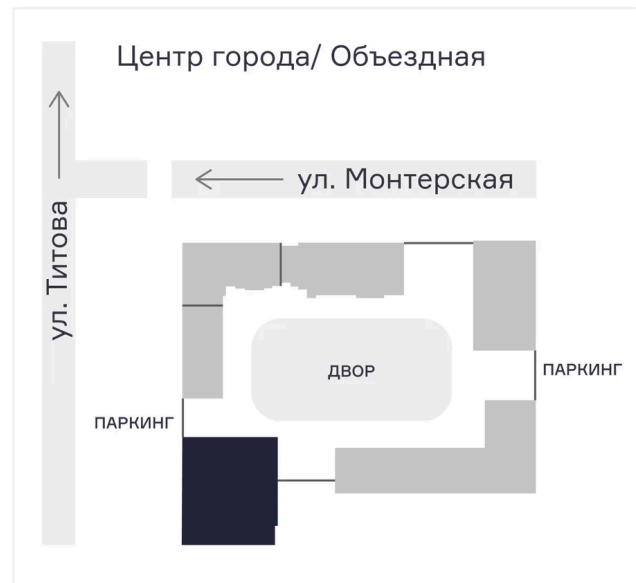 Центр города/ Объездная
ул. Монтерская
ул. Титова
ДВОР
ПАРКИНГ
ПАРКИНГ